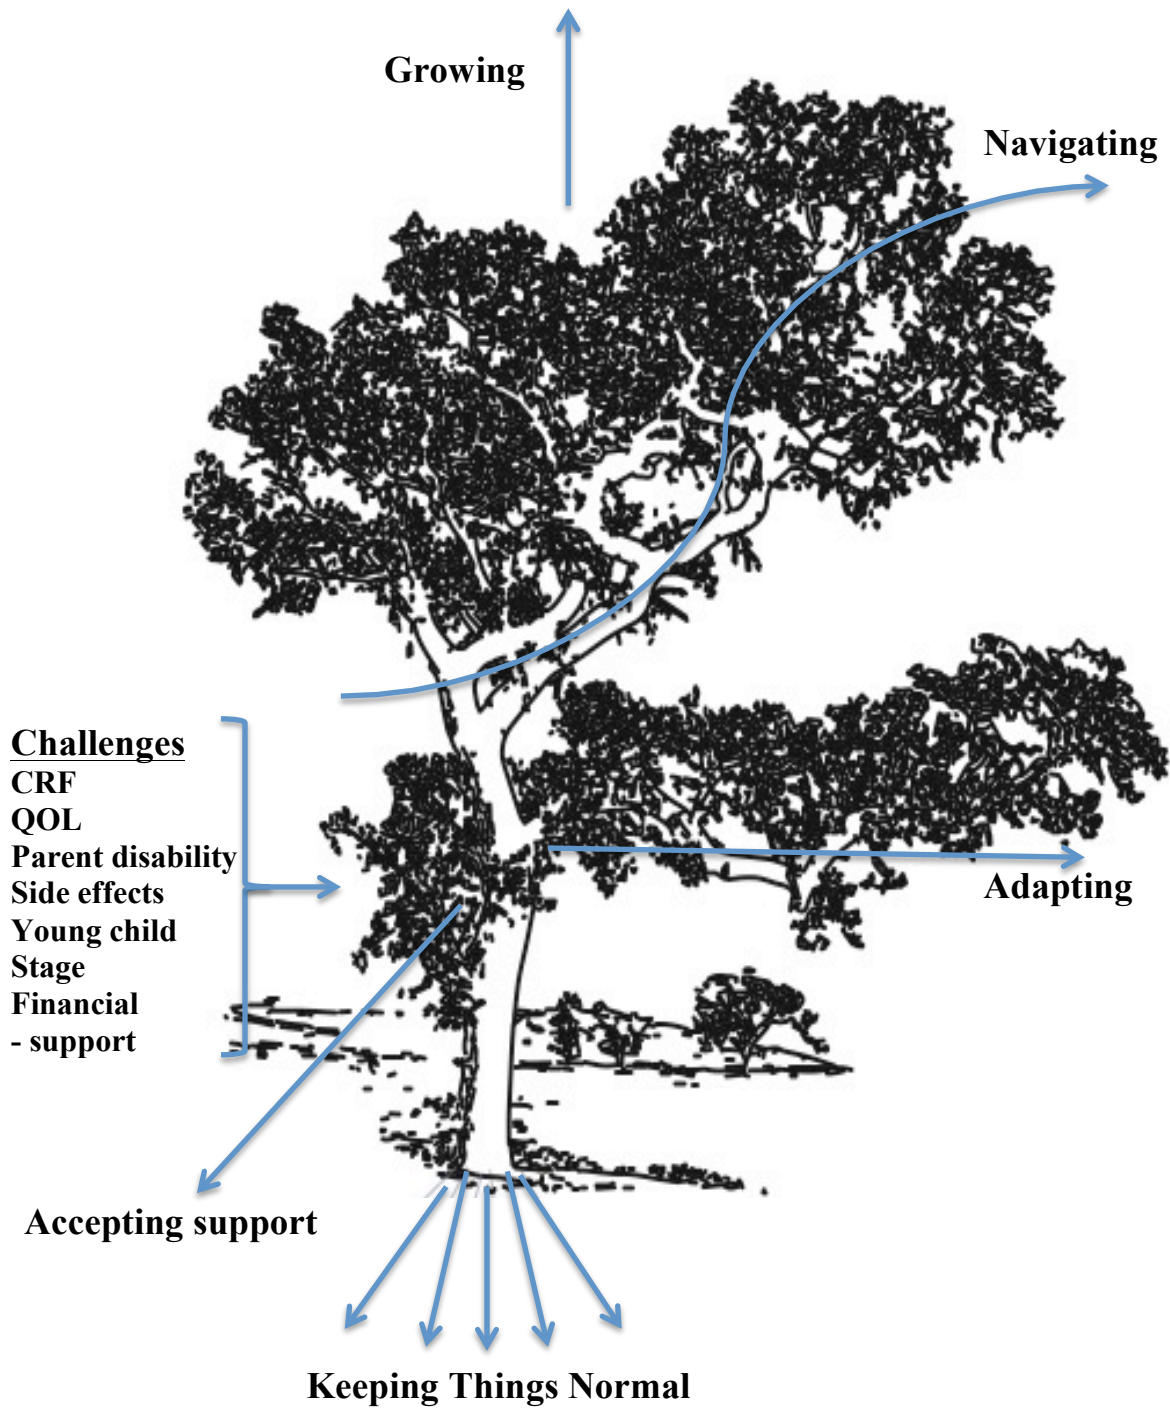 Growing
Navigating
Challenges
CRF
QOL
Parent disability
Side effects
Young child
Stage
Financial
- support
Adapting
Accepting support
Keeping Things Normal